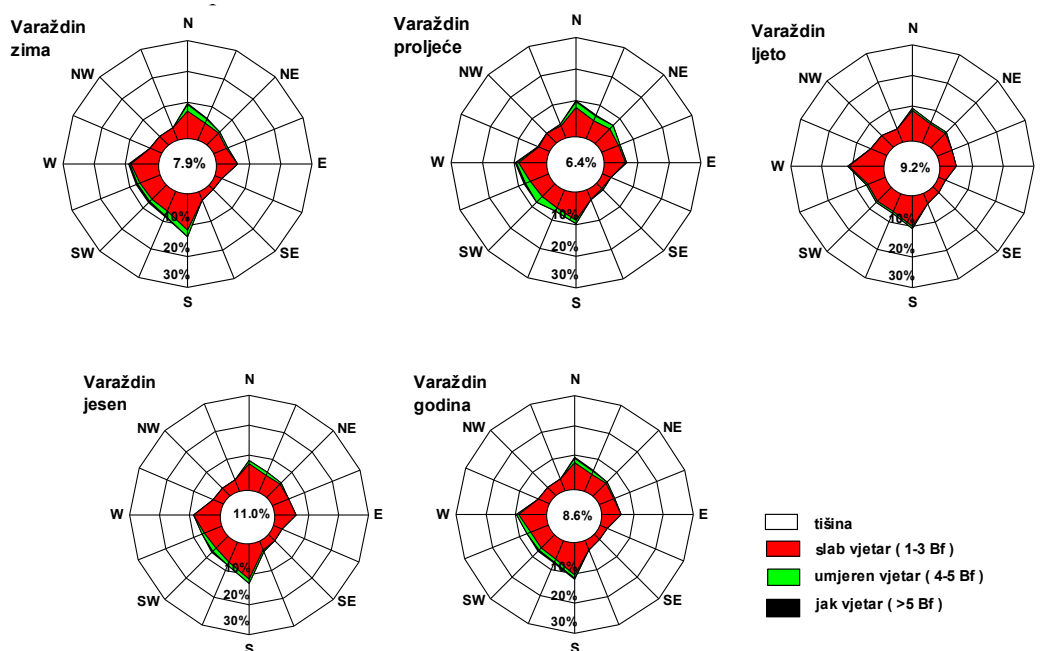 Varaždin
zima
N
NW
NE
W
7.9%
E
10%
SW
20%
SE
30%
S
Varaždin
proljeće
N
NW
NE
W
6.4%
E
10%
SW
20%
SE
30%
S
Varaždin
ljeto
N
NW
NE
W
9.2%
E
10%
SW
20%
SE
30%
S
Varaždin
jesen
N
NW
NE
W
11.0%
E
10%
SW
20%
SE
30%
S
Varaždin
godina
N
NW
NE
W
8.6%
E
10%
SW
20%
SE
30%
S
tišina
slab vjetar ( 1-3 Bf )
umjeren vjetar ( 4-5 Bf )
jak vjetar ( >5 Bf )